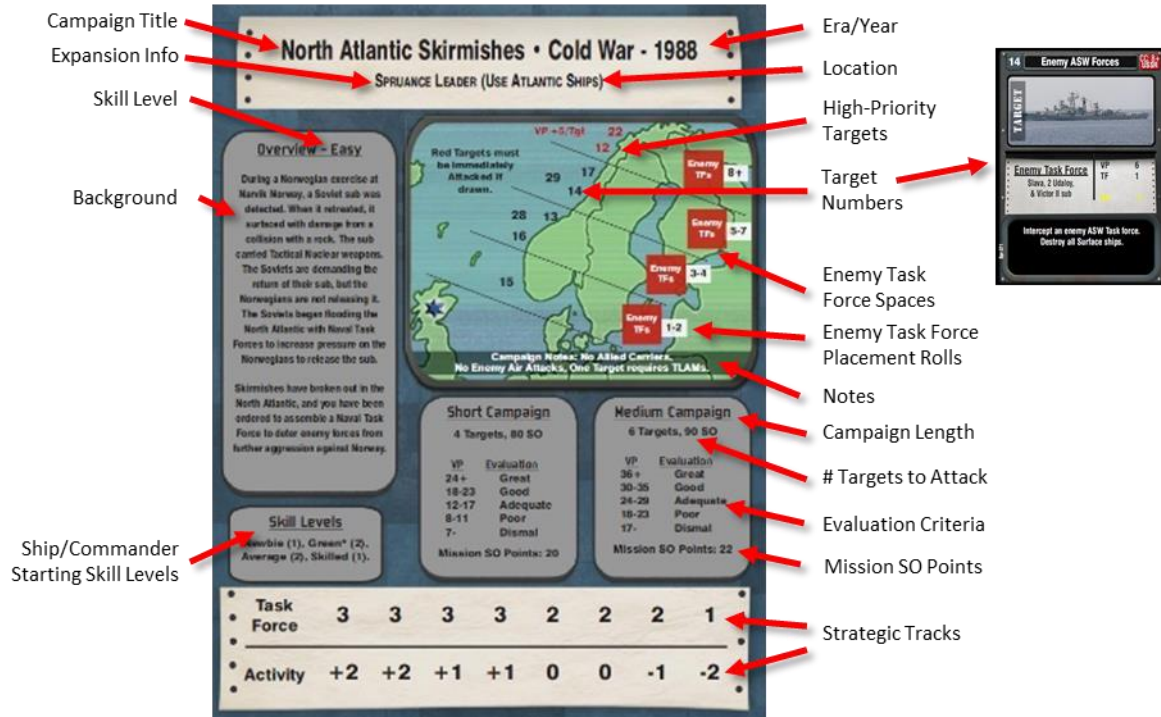 Campaign Title
Expansion Info
Skill Level
Background
Ship/Commander
Starting Skill Levels
North Atlantic Skirmishes • Cold War - 1988
SPRUANCE LEADER (USE ATLANTIC SHIPS)
Overview - Easy
During a Norwegian exercise at
Narvik Norway, a Soviet sub was
detected. When it retreated, it
surfaced with damage from a
collision with a rock. The sub
carried Tactical Nuclear weapons.
The Soviets are demanding the
return of their sub, but the
Norwegians are not releasing it.
The Soviets began flooding the
North Atlantic with Naval Task
Forces to increase pressure on the
Norwegians to release the sub.
Skirmishes have broken out in the
North Atlantic, and you have been
ordered to assemble a Naval Task
Force to deter enemy forces from
further aggression against Norway.
Skill Levels
Newbie (1), Green* (2),
Average (2), Skilled (1).
VP +5/Tgt 22
12
Red Targets must
be immediately
Attacked if
drawn.
29 17
14
28 13
16
15
Enemy
TFs
8+
Enemy
TFs
5-7
Enemy
TFs
3-4
Enemy
TFs
1-2
Campaign Notes: No Allied Carriers.
No Enemy Air Attacks, One Target requires TLAMs.
Short Campaign
4 Targets, 80 SO
VP Evaluation
24+ Great
18-23 Good
12-17 Adequate
8-11 Poor
7- Dismal
Mission SO Points: 20
Medium Campaign
6 Targets, 90 SO
VP Evaluation
36+ Great
30-35 Good
24-29 Adequate
18-23 Poor
17- Dismal
Mission SO Points: 22
Task
Force 3 3 3 3 2 2 2 1
Activity +2 +2 +1 +1 0 0 -1 -2
Era/Year
Location
High-Priority
Targets
Target
Numbers
Enemy Task
Force Spaces
Enemy Task Force
Placement Rolls
Notes
Campaign Length
# Targets to Attack
Evaluation Criteria
Mission SO Points
Strategic Tracks
14 Enemy ASW Forces
TARGET
Enemy Task Force
Slava, 2 Udaloy,
& Victor II sub
VP 6
TF 1
Intercept an enemy ASW Task force.
Destroy all Surface ships.